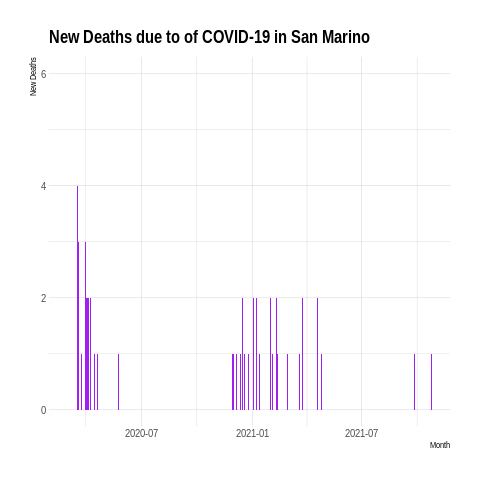 New Deaths due to of COVID-19 in San Marino
New Deaths
6
4
2
0
2020-07
2021-01
2021-07
Month